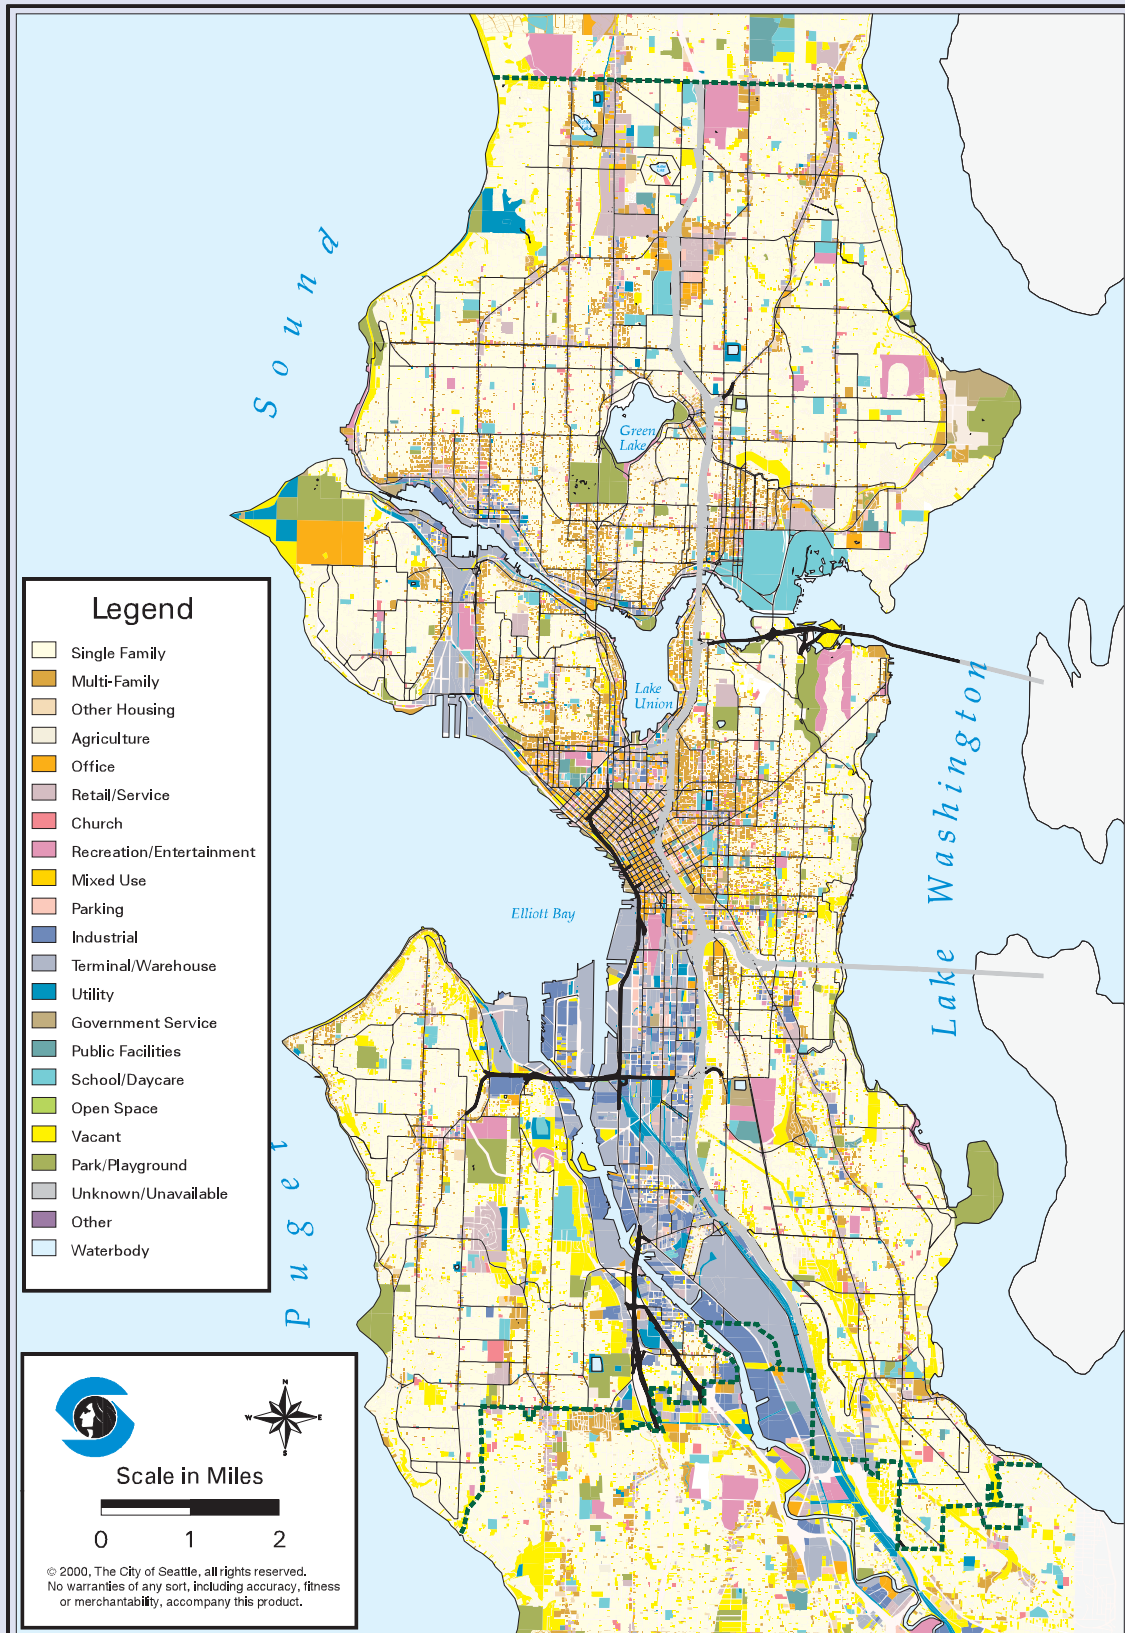 Sound
Green
Lake
Legend
Single Family
Multi-Family
Other Housing
Agriculture
Office
Retail/Service
Church
Recreation/Entertainment
Mixed Use
Parking
Industrial
Terminal/Warehouse
Utility
Government Service
Public Facilities
School/Daycare
Open Space
Vacant
Park/Playground
Unknown/Unavailable
Other
Waterbody
Lake
Union
Lake Washington
Elliott Bay
Puget
N
W E
S
Scale in Miles
0 1 2
© 2000, The City of Seattle, all rights reserved.
No warranties of any sort, including accuracy, fitness
or merchantability, accompany this product.